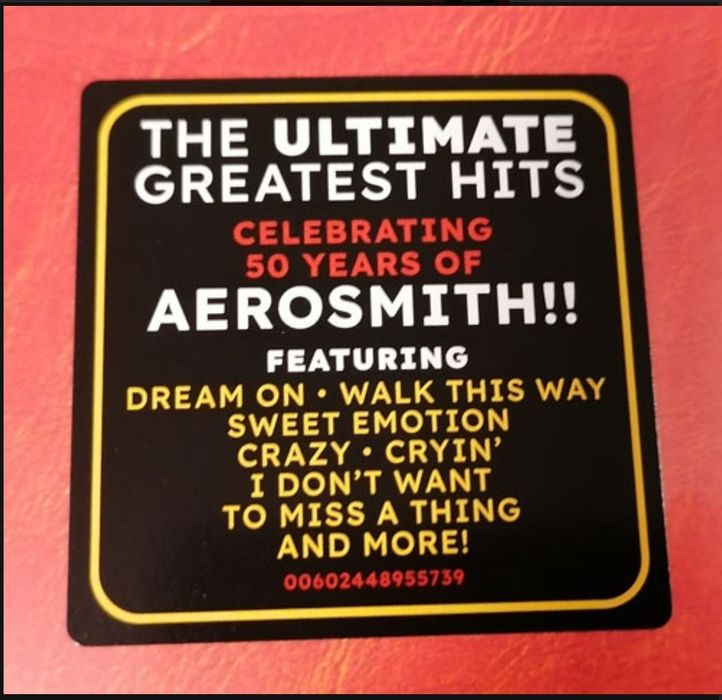 THE ULTIMATE
GREATEST HITS
CELEBRATING
50 YEARS OF
AEROSMITH!!
FEATURING
DREAM ON • WALK THIS WAY
SWEET EMOTION
CRAZY • CRYIN’
I DON’T WANT
TO MISS A THING
AND MORE!
00602448955739